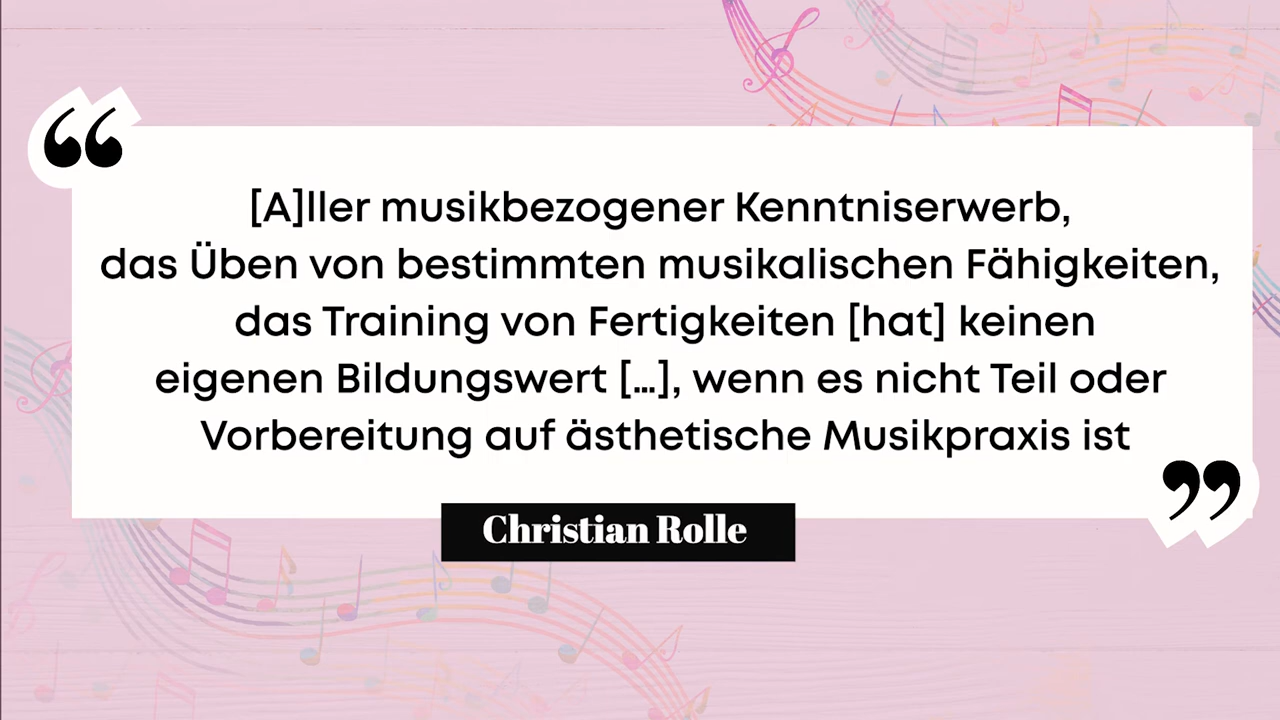 “
[A]ller musikbezogener Kenntniserwerb,
das Üben von bestimmten musikalischen Fähigkeiten,
das Training von Fertigkeiten [hat] keinen
eigenen Bildungswert [...], wenn es nicht Teil oder
Vorbereitung auf ästhetische Musikpraxis ist
”
Christian Rolle